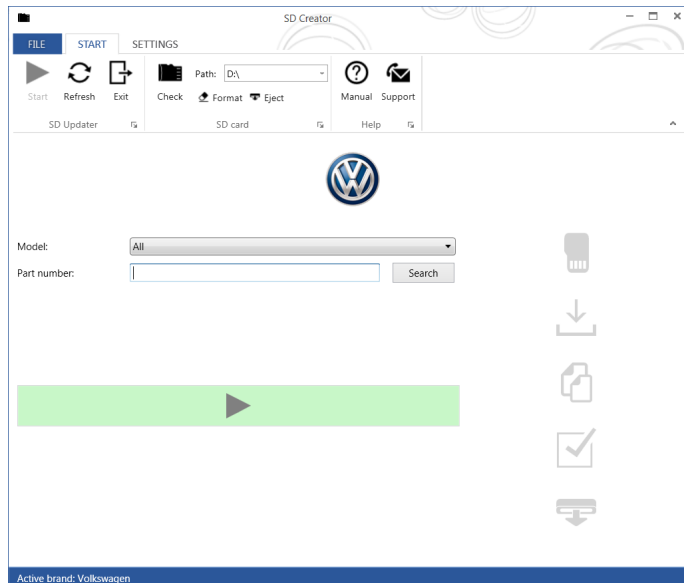 SD Creator
FILE START SETTINGS
Path: D:\
Start Refresh Exit Check Format Eject Manual Support
SD Updater SD card Help
Model: All
Part number: Search
Active brand: Volkswagen